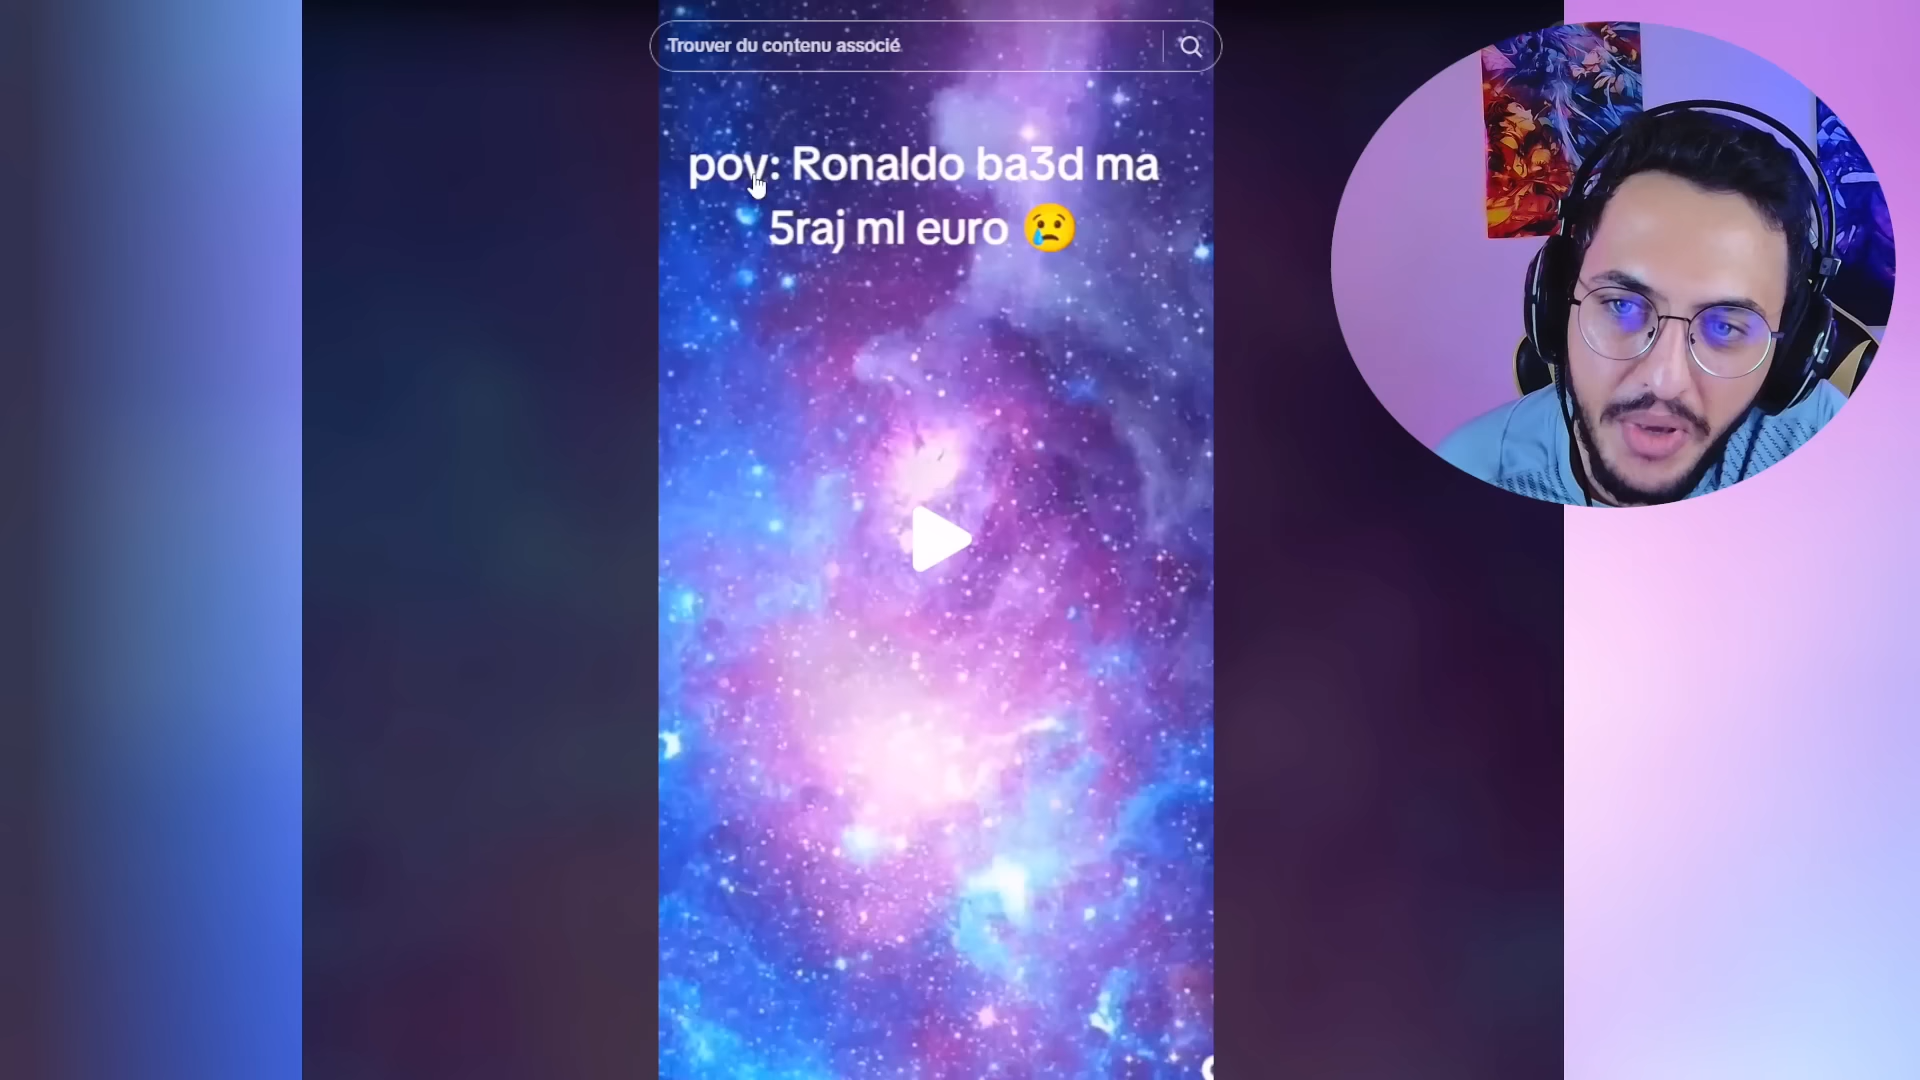 Trouver du contenu associé
pov: Ronaldo ba3d ma
5raj ml euro 😢